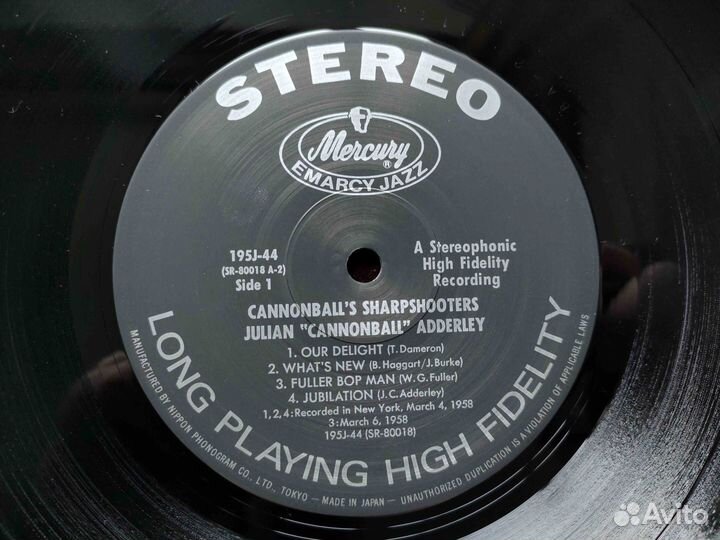 STEREO
Mercury®
EMARCY JAZZ
195J-44
(SR-80018 A-2)
Side 1
A Stereophonic
High Fidelity
Recording
CANNONBALL'S SHARPSHOOTERS
JULIAN "CANNONBALL" ADDERLEY
1. OUR DELIGHT (T. Dameron)
2. WHAT'S NEW (B. Haggart/J. Burke)
3. FULLER BOP MAN (W. G. Fuller)
4. JUBILATION (J. C. Adderley)
1,2,4: Recorded in New York, March 4, 1958
3: March 6, 1958
195J-44 (SR-80018)
LONG PLAYING HIGH FIDELITY
MANUFACTURED BY NIPPON PHONOGRAM CO., LTD., TOKYO – MADE IN JAPAN – UNAUTHORIZED DUPLICATION IS A VIOLATION OF APPLICABLE LAWS
Avito